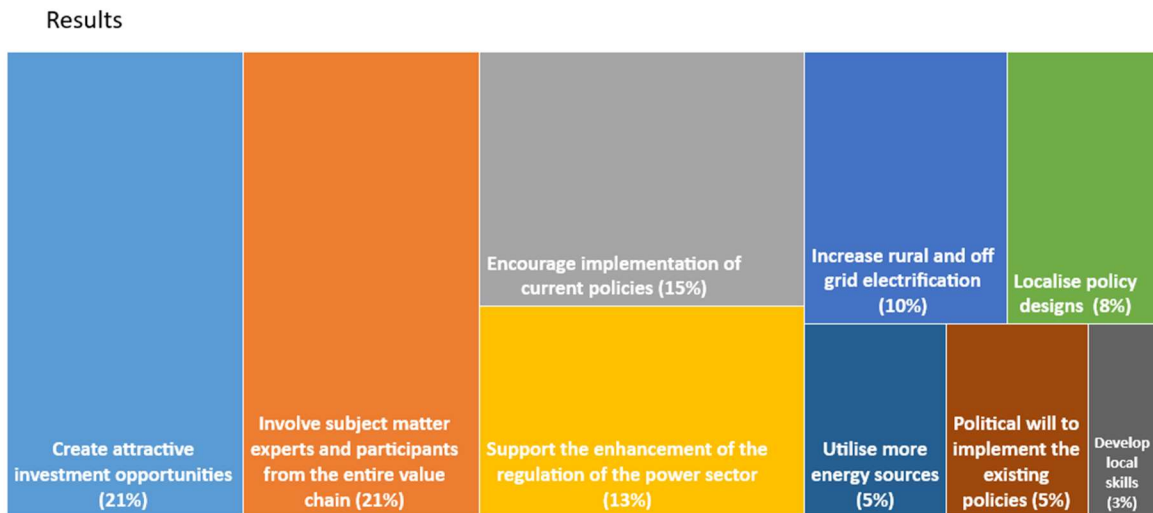 Results
Create attractive
investment opportunities
(21%)
Involve subject matter
experts and participants
from the entire value
chain (21%)
Encourage implementation of
current policies (15%)
Support the enhancement of the
regulation of the power sector
(13%)
Increase rural and off
grid electrification
(10%)
Localise policy
designs (8%)
Utilise more
energy sources
(5%)
Political will to
implement the
existing
policies (5%)
Develop
local
skills
(3%)